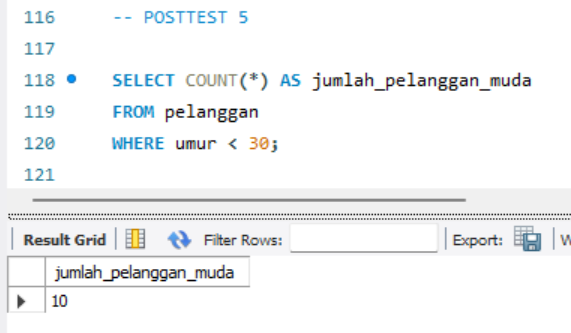 116 -- POSTTEST 5
117
118 SELECT COUNT(*) AS jumlah_pelanggan_muda
119 FROM pelanggan
120 WHERE umur < 30;
121
Result Grid Filter Rows: Export:
jumlah_pelanggan_muda
10